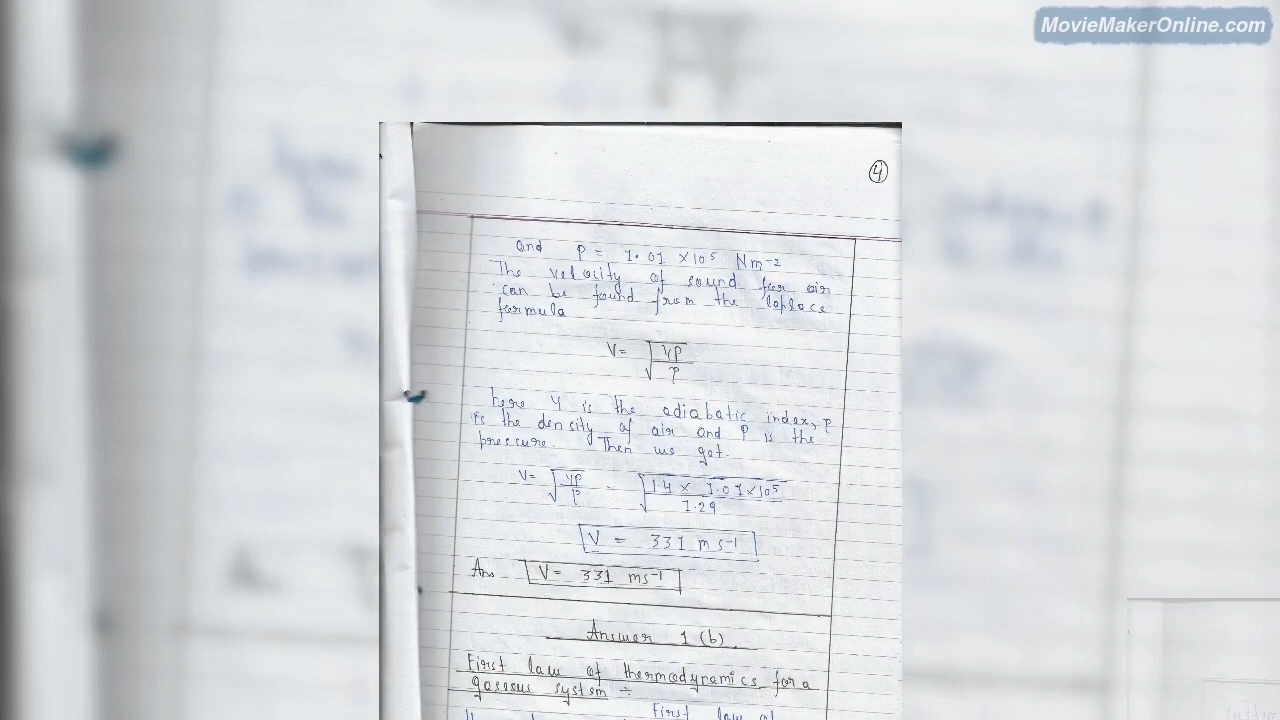 MovieMakerOnline.com
4
and P = 1.01 ×10⁵ Nm⁻²
The velocity of sound for air
can be found from the laplace
formula
V= √(γP/ρ)
here γ is the adiabatic index, ρ
is the density of air and P is the
pressure. Then we get.
V= √(γP/ρ) = √(1.4 × 1.01×10⁵/1.29)
V = 331 m s⁻¹
Ans V= 331 ms⁻¹
Answer 1 (b).
First law of thermodynamics for a
gaseous system ÷
First law of